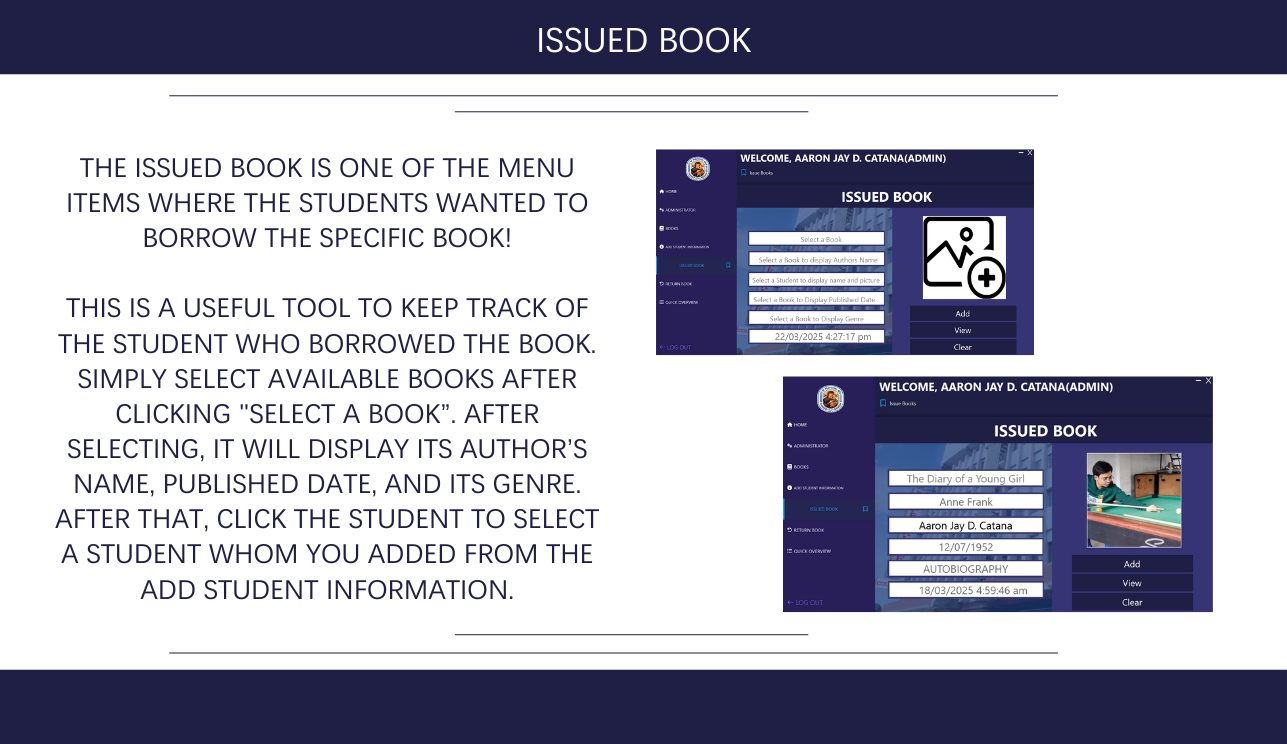 ISSUED BOOK
THE ISSUED BOOK IS ONE OF THE MENU
ITEMS WHERE THE STUDENTS WANTED TO
BORROW THE SPECIFIC BOOK!
THIS IS A USEFUL TOOL TO KEEP TRACK OF
THE STUDENT WHO BORROWED THE BOOK.
SIMPLY SELECT AVAILABLE BOOKS AFTER
CLICKING "SELECT A BOOK”. AFTER
SELECTING, IT WILL DISPLAY ITS AUTHOR’S
NAME, PUBLISHED DATE, AND ITS GENRE.
AFTER THAT, CLICK THE STUDENT TO SELECT
A STUDENT WHOM YOU ADDED FROM THE
ADD STUDENT INFORMATION.
WELCOME, AARON JAY D. CATANA(ADMIN)
Issue Books
ISSUED BOOK
HOME
ADMINISTRATOR
BOOKS
ADD STUDENT INFORMATION
ISSUED BOOK
RETURN BOOK
QUICK OVERVIEW
LOG OUT
Select a Book
Select a Book to display Authors Name
Select a Student to display name and picture
Select a Book to Display Published Date
Select a Book to Display Genre
22/03/2025 4:27:17 pm
Add
View
Clear
WELCOME, AARON JAY D. CATANA(ADMIN)
Issue Books
ISSUED BOOK
HOME
ADMINISTRATOR
BOOKS
ADD STUDENT INFORMATION
ISSUED BOOK
RETURN BOOK
QUICK OVERVIEW
LOG OUT
The Diary of a Young Girl
Anne Frank
Aaron Jay D. Catana
12/07/1952
AUTOBIOGRAPHY
18/03/2025 4:59:46 am
Add
View
Clear